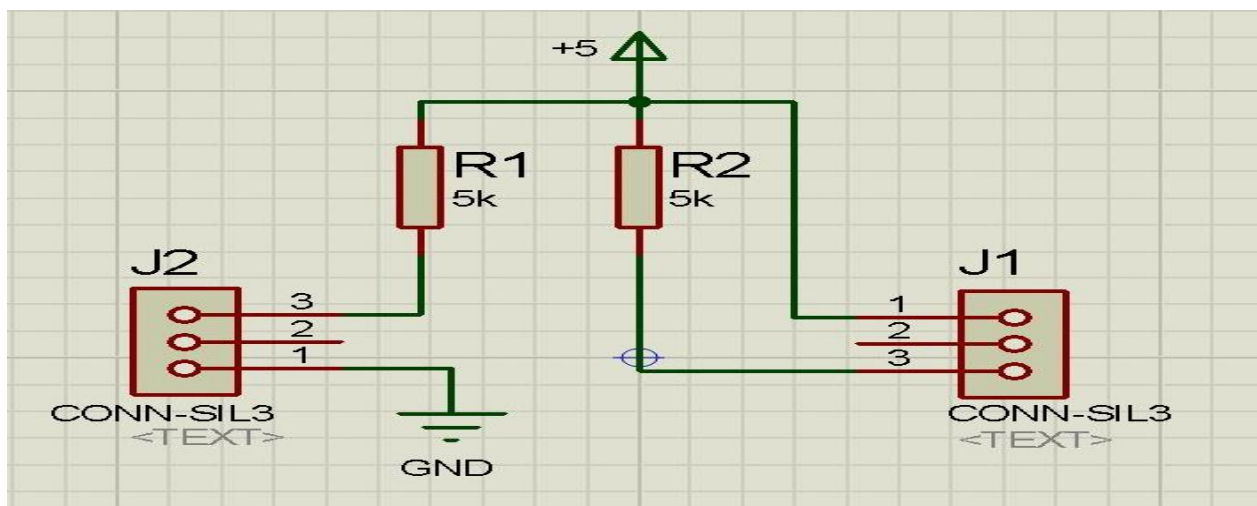 +5
R1
5k
R2
5k
J2
3
2
1
CONN-SIL3
<TEXT>
GND
J1
1
2
3
CONN-SIL3
<TEXT>